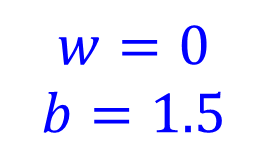 w = 0
b = 1.5